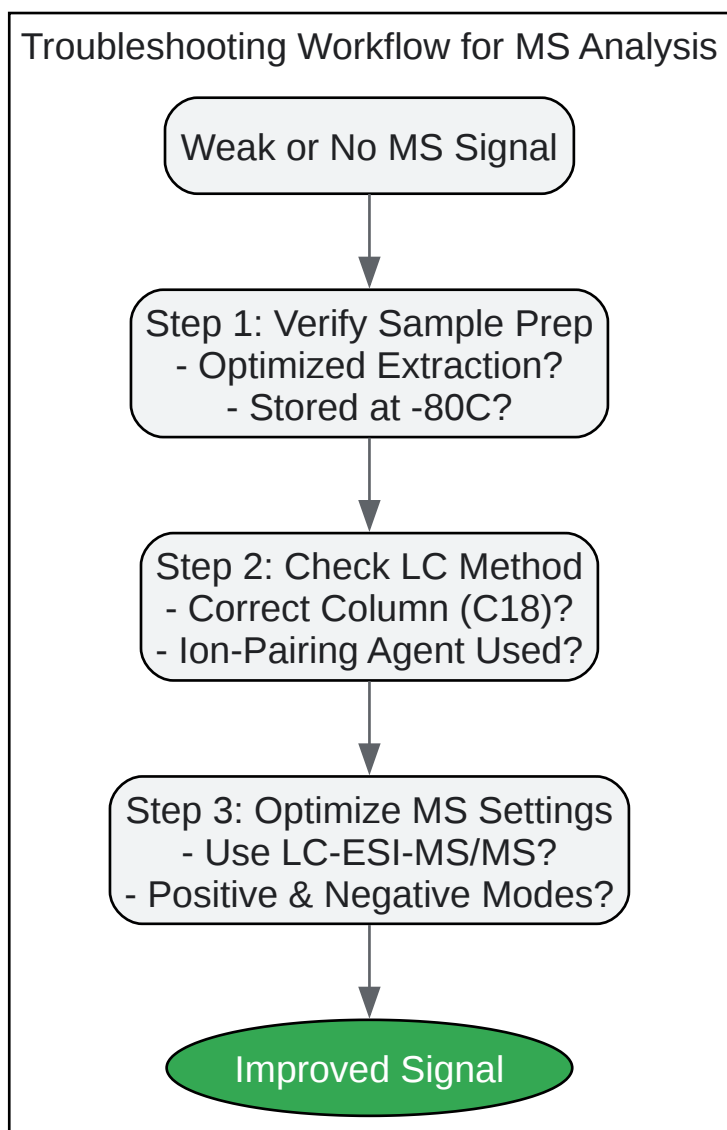 Troubleshooting Workflow for MS Analysis
Weak or No MS Signal
Step 1: Verify Sample Prep
- Optimized Extraction?
- Stored at -80C?
Step 2: Check LC Method
- Correct Column (C18)?
- Ion-Pairing Agent Used?
Step 3: Optimize MS Settings
- Use LC-ESI-MS/MS?
- Positive & Negative Modes?
Improved Signal